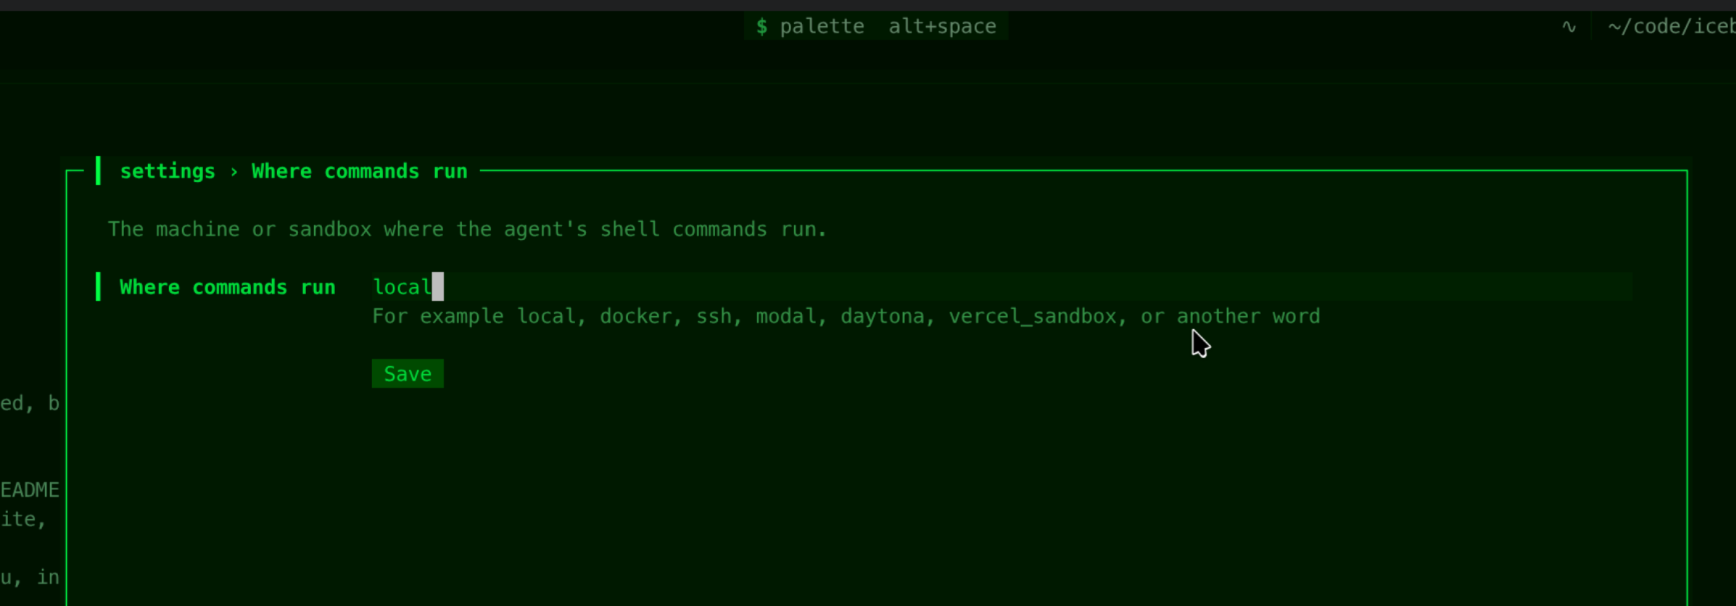 $ palette alt+space
∿ ~/code/iceb
settings › Where commands run
The machine or sandbox where the agent's shell commands run.
Where commands run local
For example local, docker, ssh, modal, daytona, vercel_sandbox, or another word
Save
ed, b
EADME
ite,
u, in